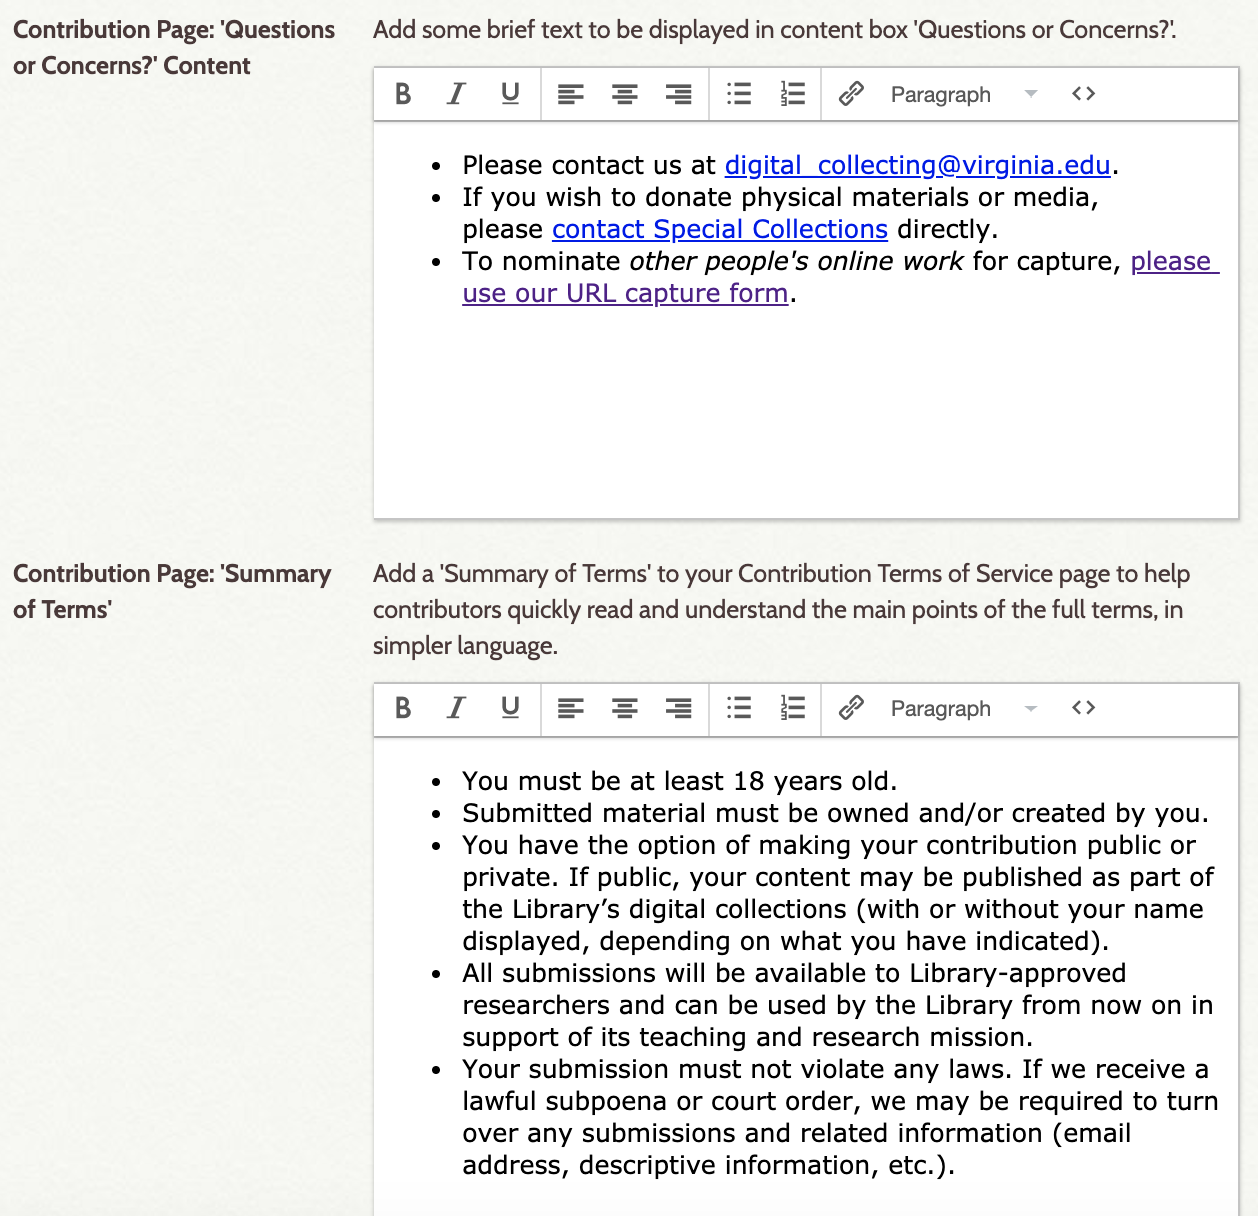 Contribution Page: 'Questions
or Concerns?' Content
Add some brief text to be displayed in content box 'Questions or Concerns?'.
B I U Paragraph <>
• Please contact us at digital_collecting@virginia.edu.
• If you wish to donate physical materials or media,
please contact Special Collections directly.
• To nominate other people's online work for capture, please
use our URL capture form.
Contribution Page: 'Summary
of Terms'
Add a 'Summary of Terms' to your Contribution Terms of Service page to help
contributors quickly read and understand the main points of the full terms, in
simpler language.
B I U Paragraph <>
• You must be at least 18 years old.
• Submitted material must be owned and/or created by you.
• You have the option of making your contribution public or
private. If public, your content may be published as part of
the Library’s digital collections (with or without your name
displayed, depending on what you have indicated).
• All submissions will be available to Library-approved
researchers and can be used by the Library from now on in
support of its teaching and research mission.
• Your submission must not violate any laws. If we receive a
lawful subpoena or court order, we may be required to turn
over any submissions and related information (email
address, descriptive information, etc.).